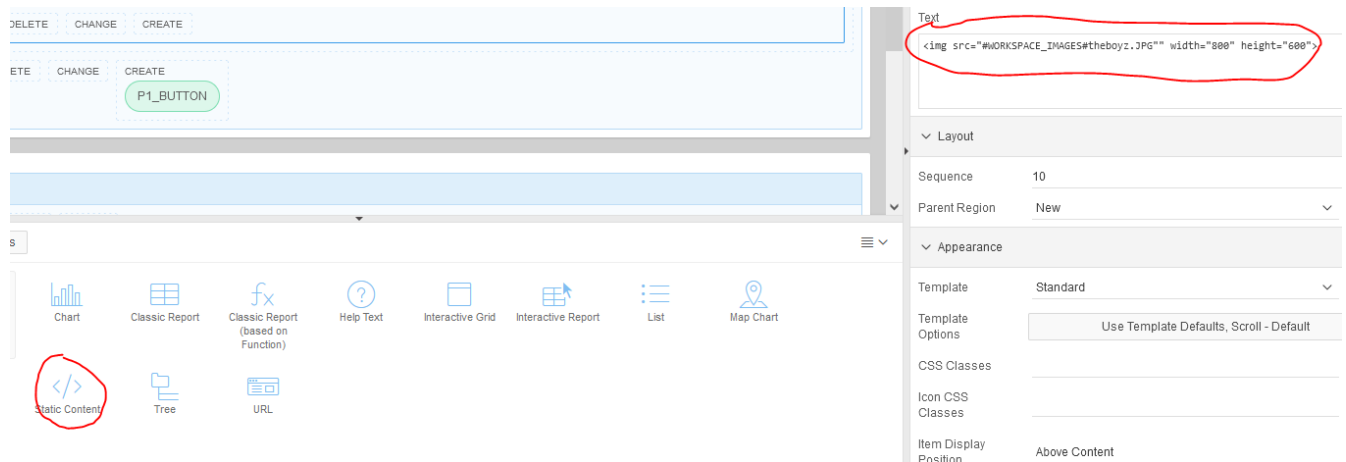 DELETE CHANGE CREATE
ETE CHANGE CREATE
P1_BUTTON
s
Chart Classic Report Classic Report Help Text Interactive Grid Interactive Report List Map Chart
(based on
Function)
Static Content Tree URL
Text
<img src="#WORKSPACE_IMAGES#theboyz.JPG"" width="800" height="600">
Layout
Sequence 10
Parent Region New
Appearance
Template Standard
Template
Options Use Template Defaults, Scroll - Default
CSS Classes
Icon CSS
Classes
Item Display
Position Above Content